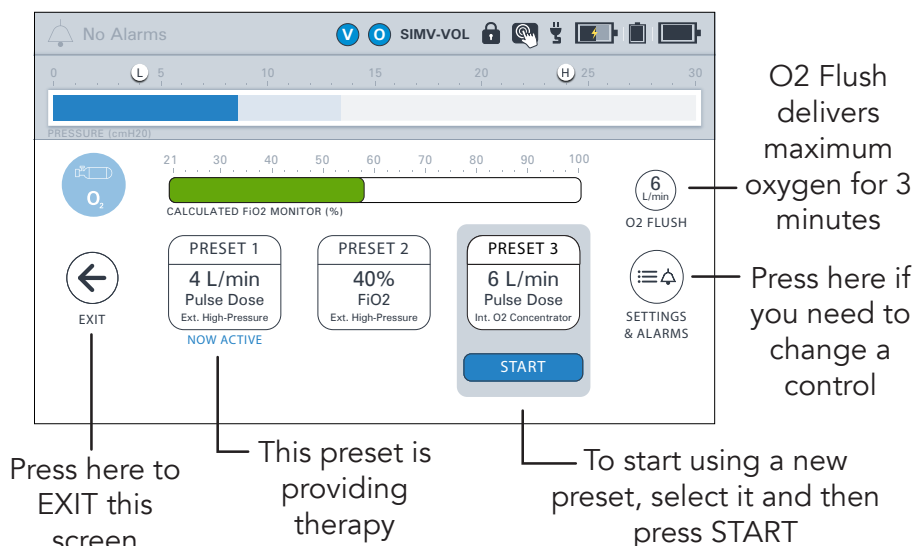 No Alarms
V O SIMV-VOL
0 L 5 10 15 20 H 25 30
PRESSURE (cmH20)
21 30 40 50 60 70 80 90 100
O2
CALCULATED FiO2 MONITOR (%)
6
L/min
O2 FLUSH
O2 Flush
delivers
maximum
oxygen for 3
minutes
EXIT
PRESET 1
4 L/min
Pulse Dose
Ext. High-Pressure
NOW ACTIVE
PRESET 2
40%
FiO2
Ext. High-Pressure
PRESET 3
6 L/min
Pulse Dose
Int. O2 Concentrator
START
SETTINGS
& ALARMS
Press here if
you need to
change a
control
Press here to
EXIT this
screen
This preset is
providing
therapy
To start using a new
preset, select it and then
press START